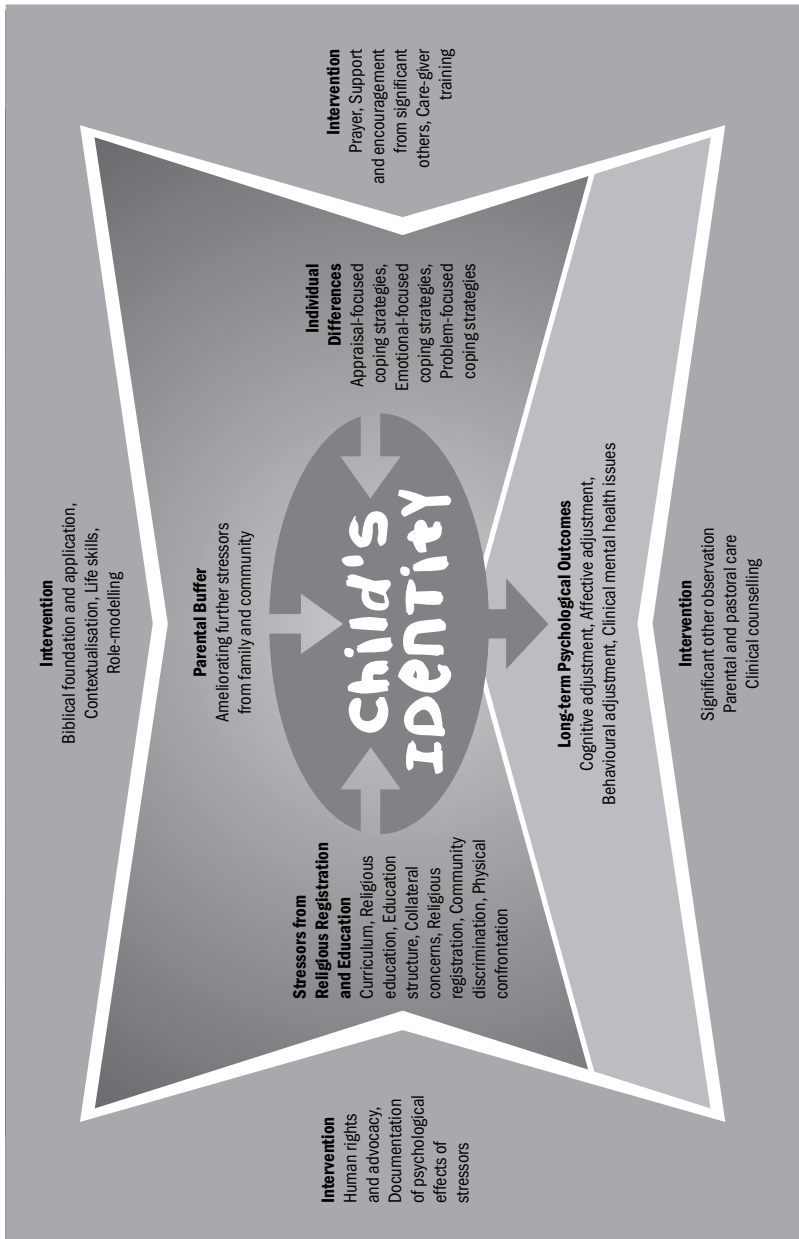 Intervention
Biblical foundation and application,
Contextualisation, Life skills,
Role-modelling
Parental Buffer
Ameliorating further stressors
from family and community
Intervention
Human rights
and advocacy,
Documentation
of psychological
effects of
stressors
Stressors from
Religious Registration
and Education
Curriculum, Religious
education, Education
structure, Collateral
concerns, Religious
registration, Community
discrimination, Physical
confrontation
Child's
IDENTITY
Individual
Differences
Appraisal-focused
coping strategies,
Emotional-focused
coping strategies,
Problem-focused
coping strategies
Intervention
Prayer, Support
and encouragement
from significant
others, Care-giver
training
Long-term Psychological Outcomes
Cognitive adjustment, Affective adjustment,
Behavioural adjustment, Clinical mental health issues
Intervention
Significant other observation
Parental and pastoral care
Clinical counselling